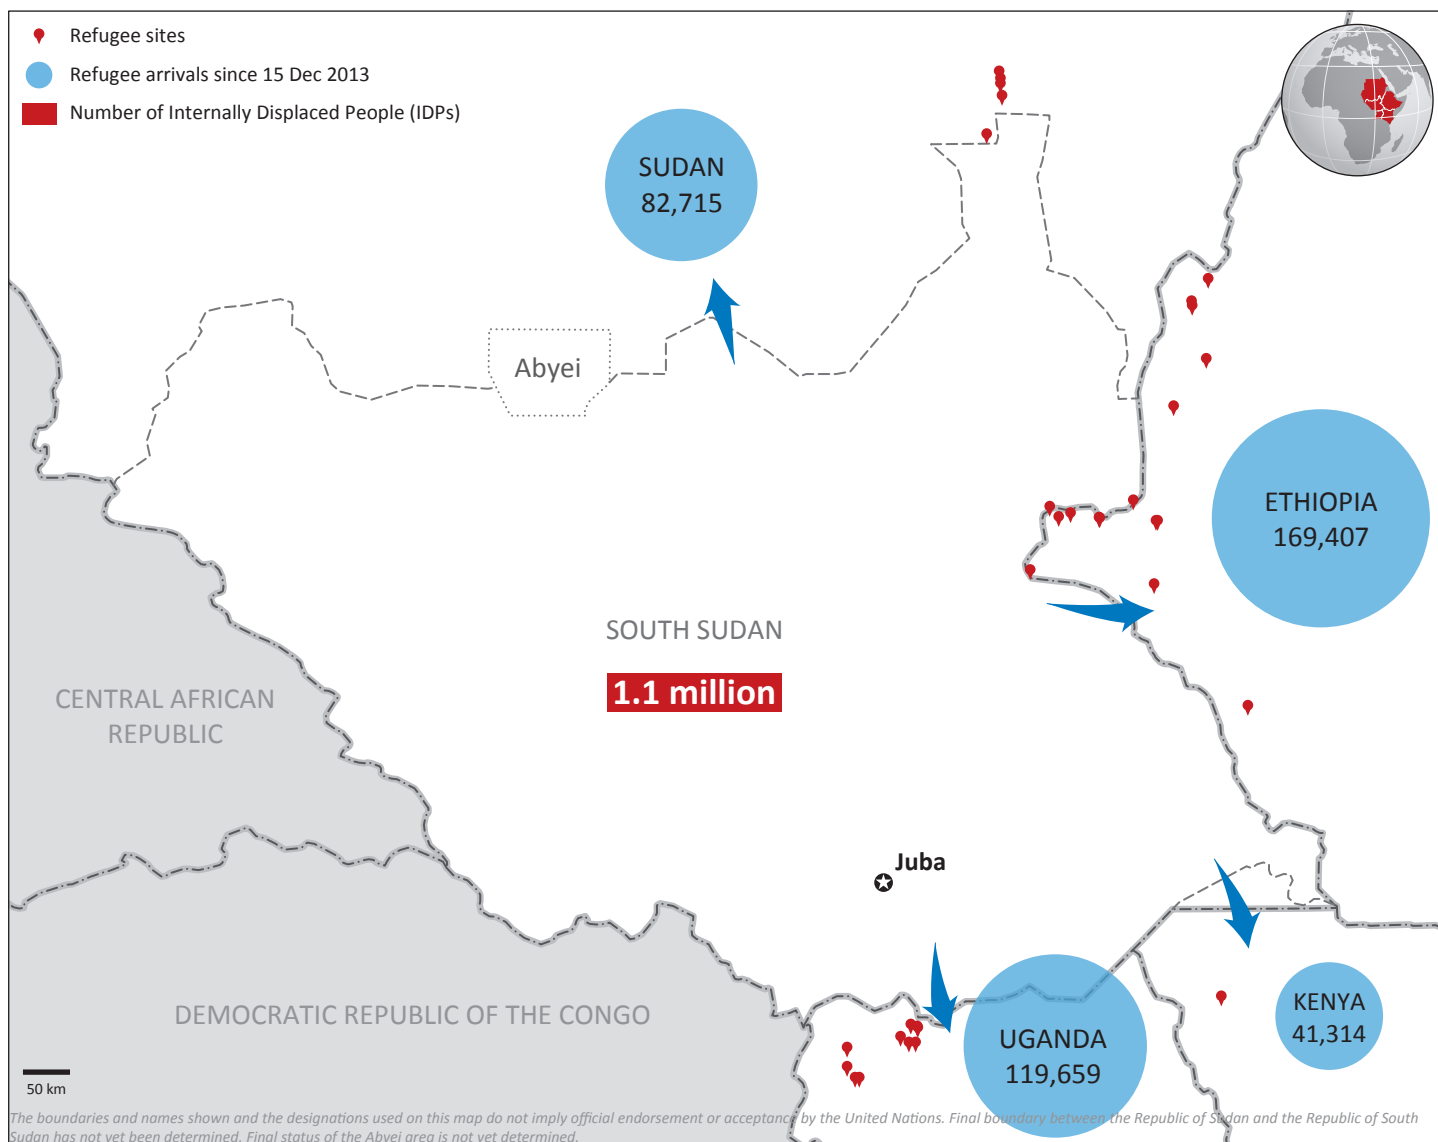 Refugee sites
Refugee arrivals since 15 Dec 2013
Number of Internally Displaced People (IDPs)
SUDAN
82,715
Abyei
ETHIOPIA
169,407
SOUTH SUDAN
1.1 million
CENTRAL AFRICAN
REPUBLIC
Juba
DEMOCRATIC REPUBLIC OF THE CONGO
KENYA
41,314
UGANDA
119,659
50 km
The boundaries and names shown and the designations used on this map do not imply official endorsement or acceptance by the United Nations. Final boundary between the Republic of Sudan and the Republic of South
Sudan has not yet been determined. Final status of the Abyei area is not yet determined.